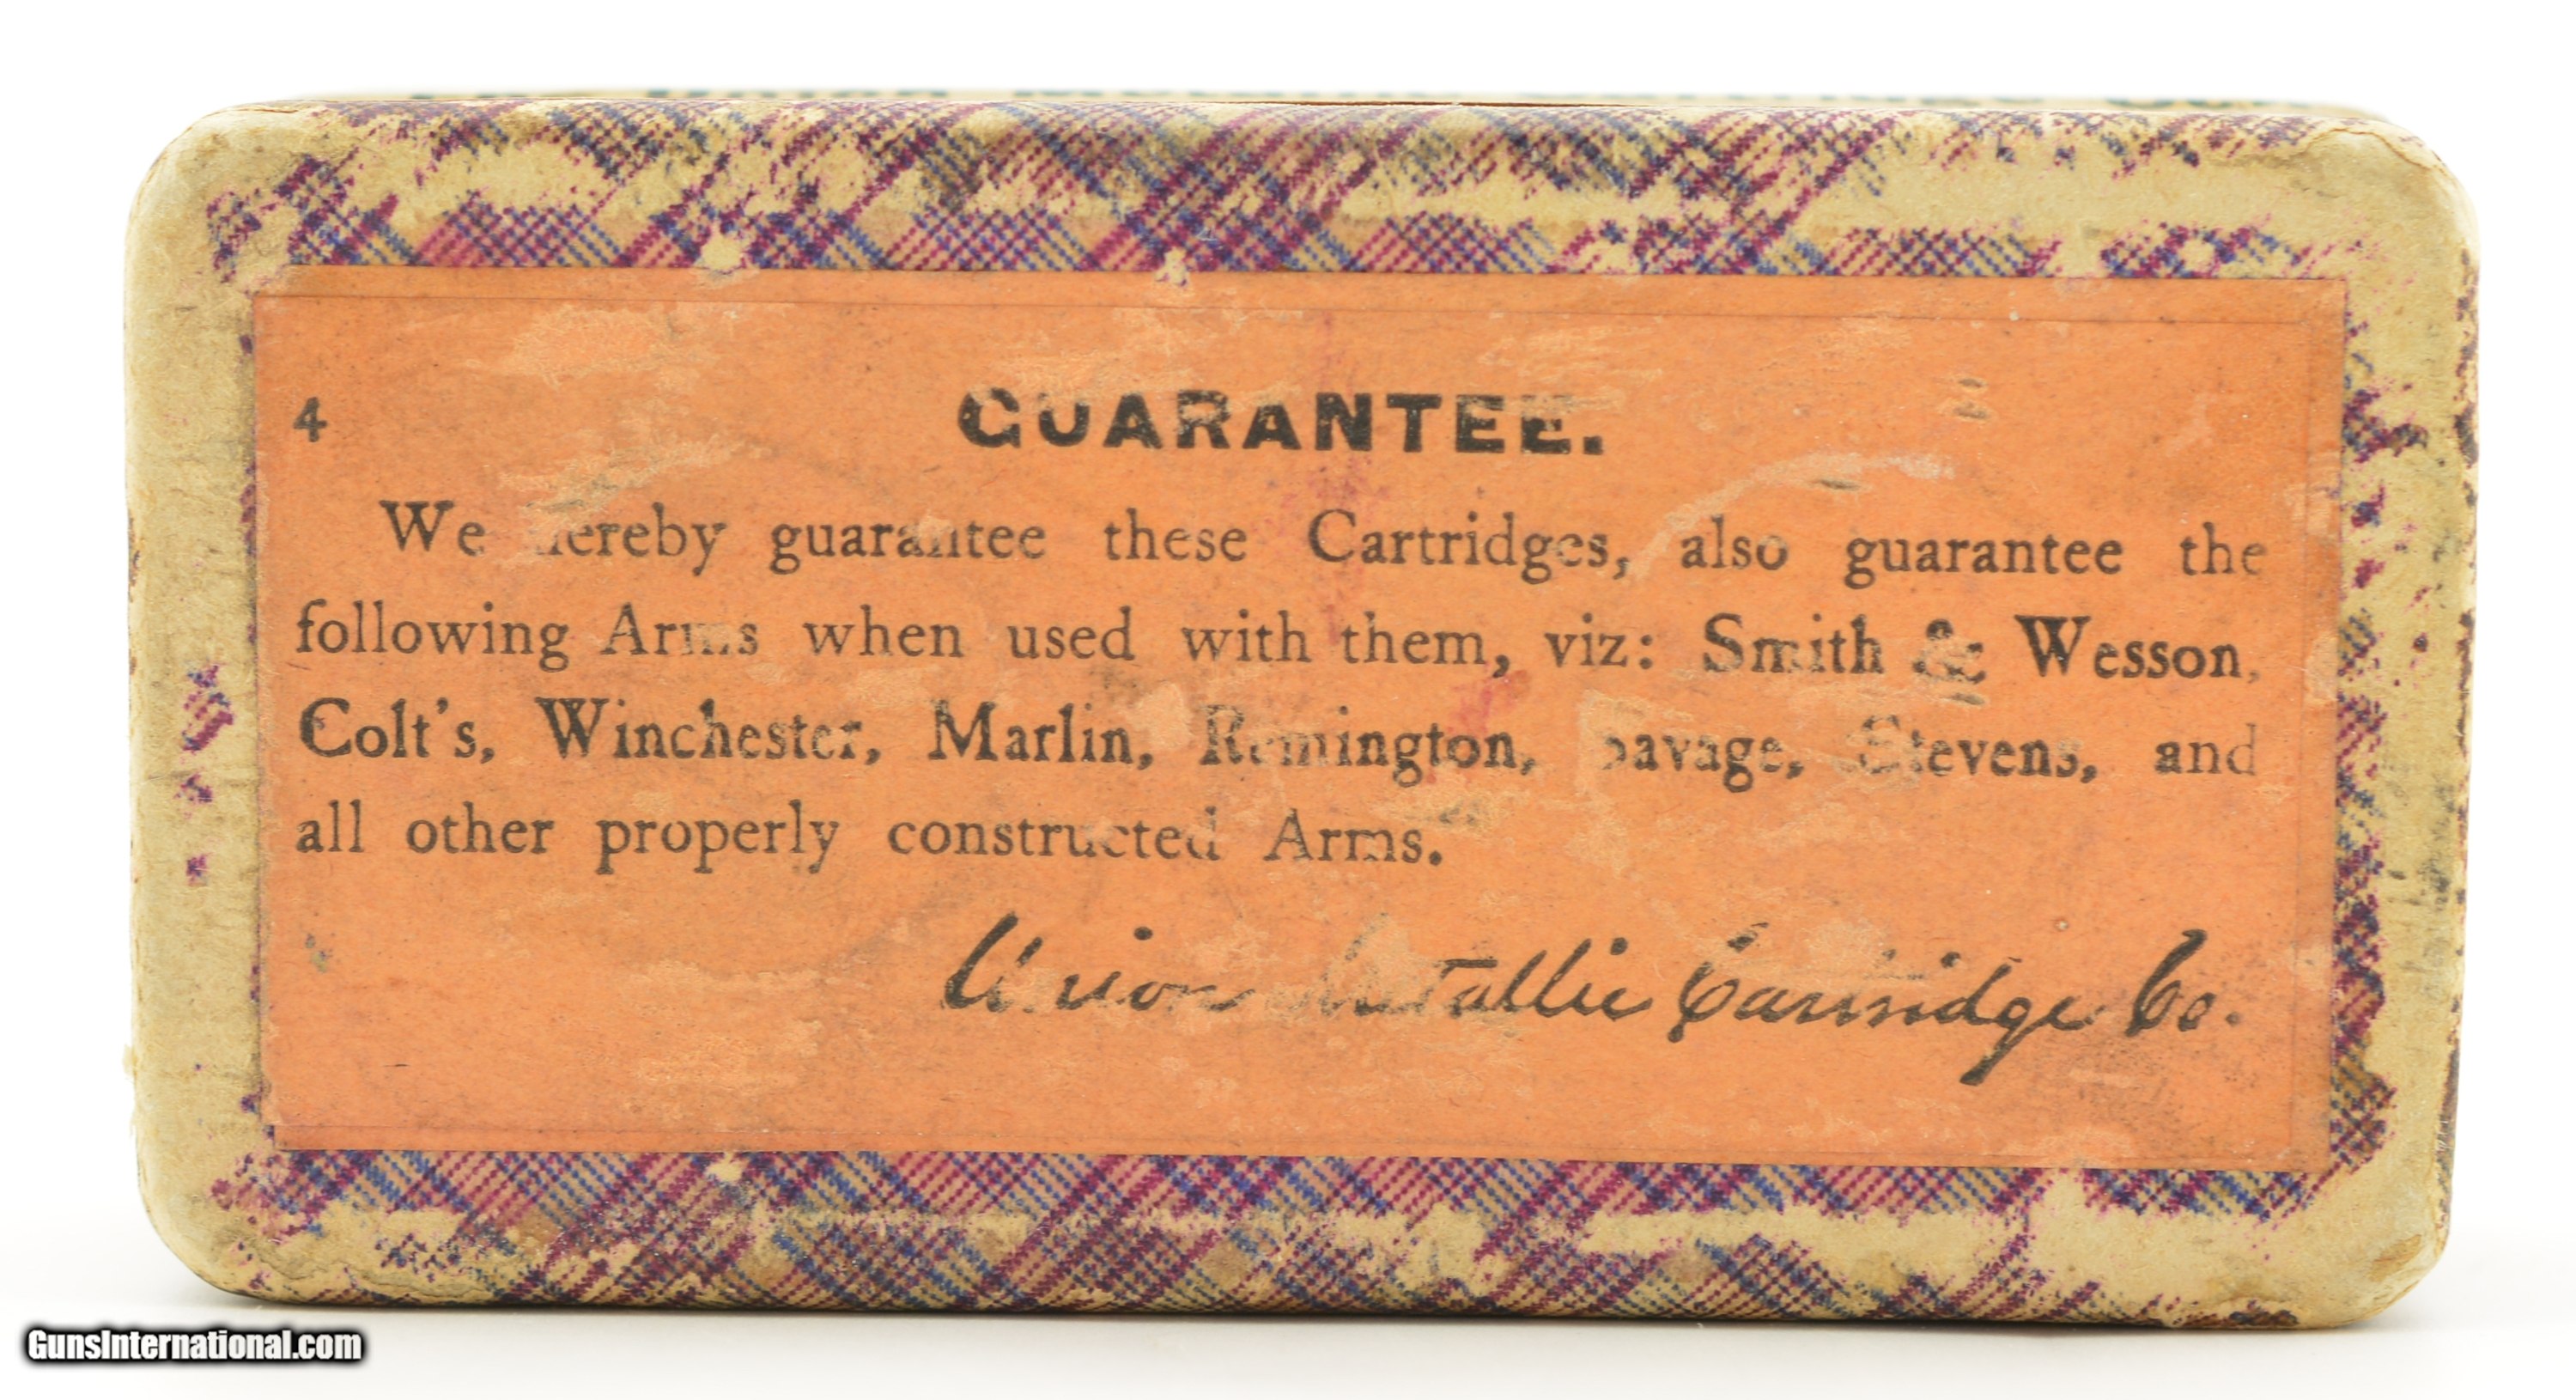 4
GUARANTEE.
We hereby guarantee these Cartridges, also guarantee the
following Arms when used with them, viz: Smith & Wesson,
Colt's, Winchester, Marlin, Remington, Savage, Stevens, and
all other properly constructed Arms.
Union Metallic Cartridge Co.
GunsInternational.com